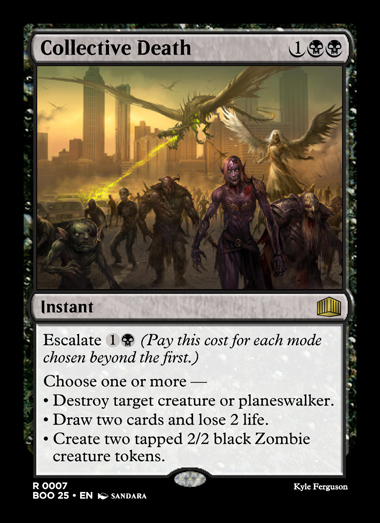 Collective Death 1
Instant
Escalate 1 (Pay this cost for each mode
chosen beyond the first.)
Choose one or more —
• Destroy target creature or planeswalker.
• Draw two cards and lose 2 life.
• Create two tapped 2/2 black Zombie
creature tokens.
R 0007
BOO 25 • EN SANDARA
Kyle Ferguson